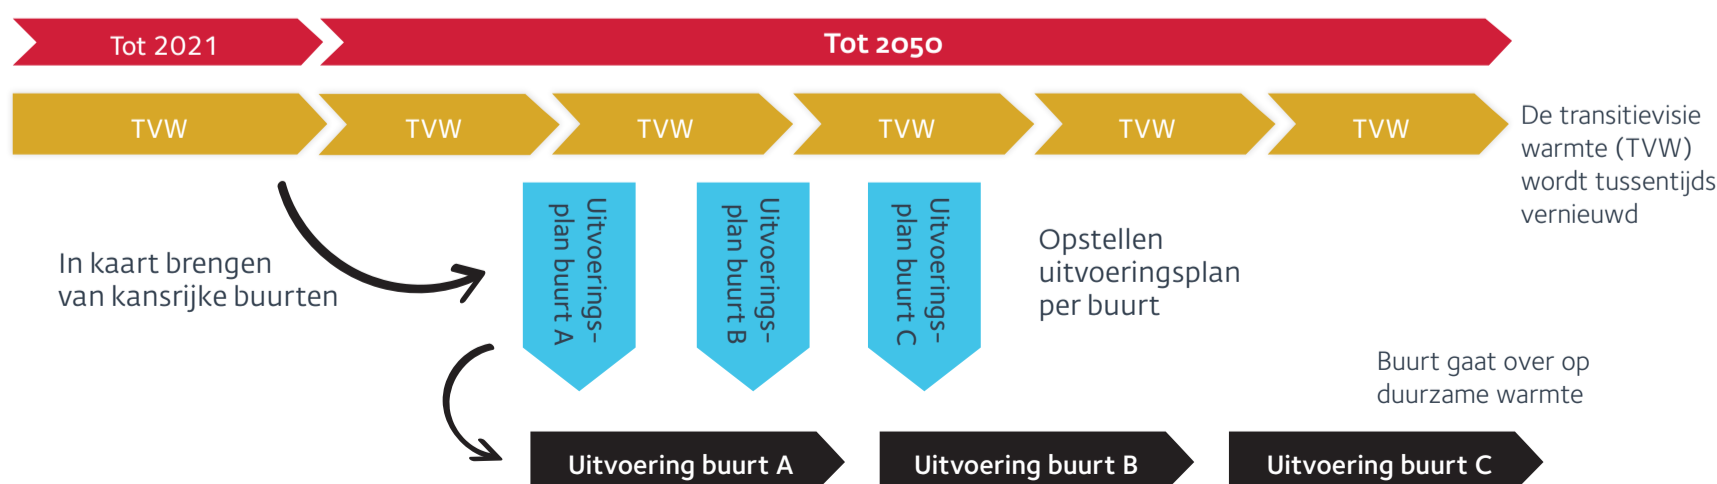 Tot 2021
Tot 2050
TVW
TVW
TVW
TVW
TVW
TVW
De transitievisie
warmte (TVW)
wordt tussentijds
vernieuwd
In kaart brengen
van kansrijke buurten
Uitvoerings-
plan buurt A
Uitvoerings-
plan buurt B
Uitvoerings-
plan buurt C
Opstellen
uitvoeringsplan
per buurt
Buurt gaat over op
duurzame warmte
Uitvoering buurt A
Uitvoering buurt B
Uitvoering buurt C